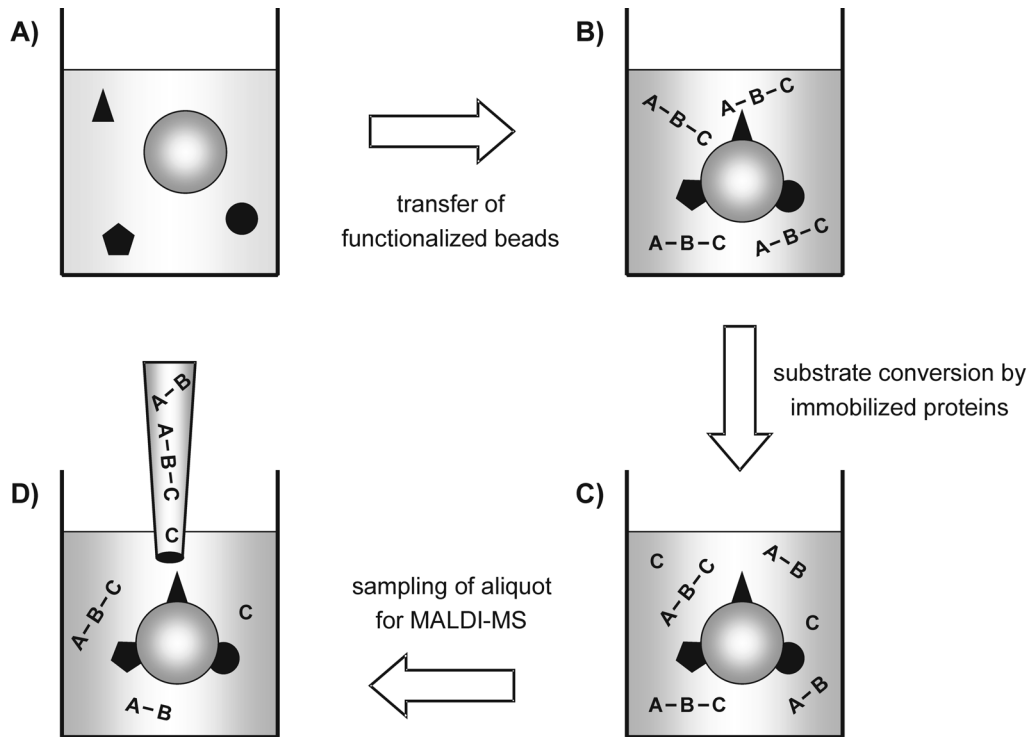 A)
B)
A–B–C
A–B–C
A–B–C
A–B–C
transfer of
functionalized beads
substrate conversion by
immobilized proteins
C)
C
A–B
A–B–C
C
A–B–C
A–B
sampling of aliquot
for MALDI-MS
D)
A–B
A–B–C
C
A–B–C
C
A–B